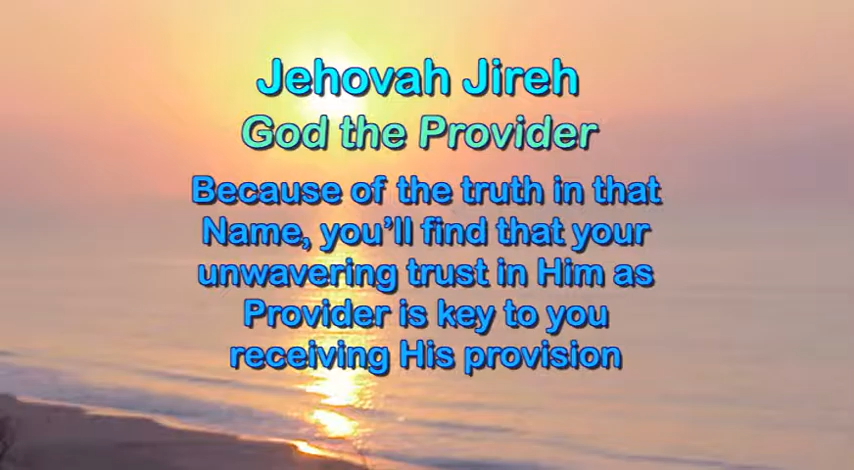 Jehovah Jireh
God the Provider
Because of the truth in that
Name, you’ll find that your
unwavering trust in Him as
Provider is key to you
receiving His provision